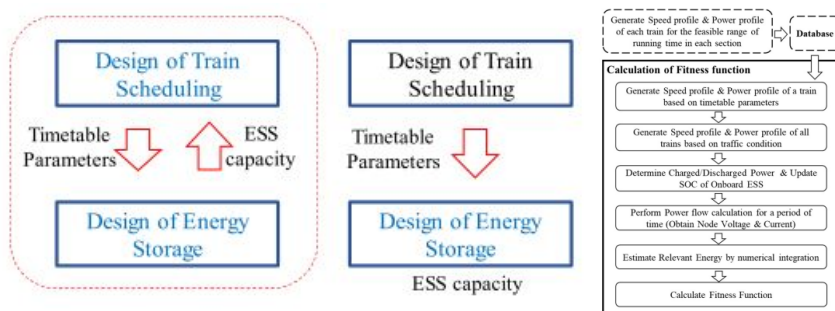 Design of Train
Scheduling
Timetable
Parameters
ESS
capacity
Design of Energy
Storage
Design of Train
Scheduling
Timetable
Parameters
Design of Energy
Storage
ESS capacity
Generate Speed profile & Power profile
of each train for the feasible range of
running time in each section
Database
Calculation of Fitness function
Generate Speed profile & Power profile of a train
based on timetable parameters
Generate Speed profile & Power profile of all
trains based on traffic condition
Determine Charged/Discharged Power & Update
SOC of Onboard ESS
Perform Power flow calculation for a period of
time (Obtain Node Voltage & Current)
Estimate Relevant Energy by numerical integration
Calculate Fitness Function